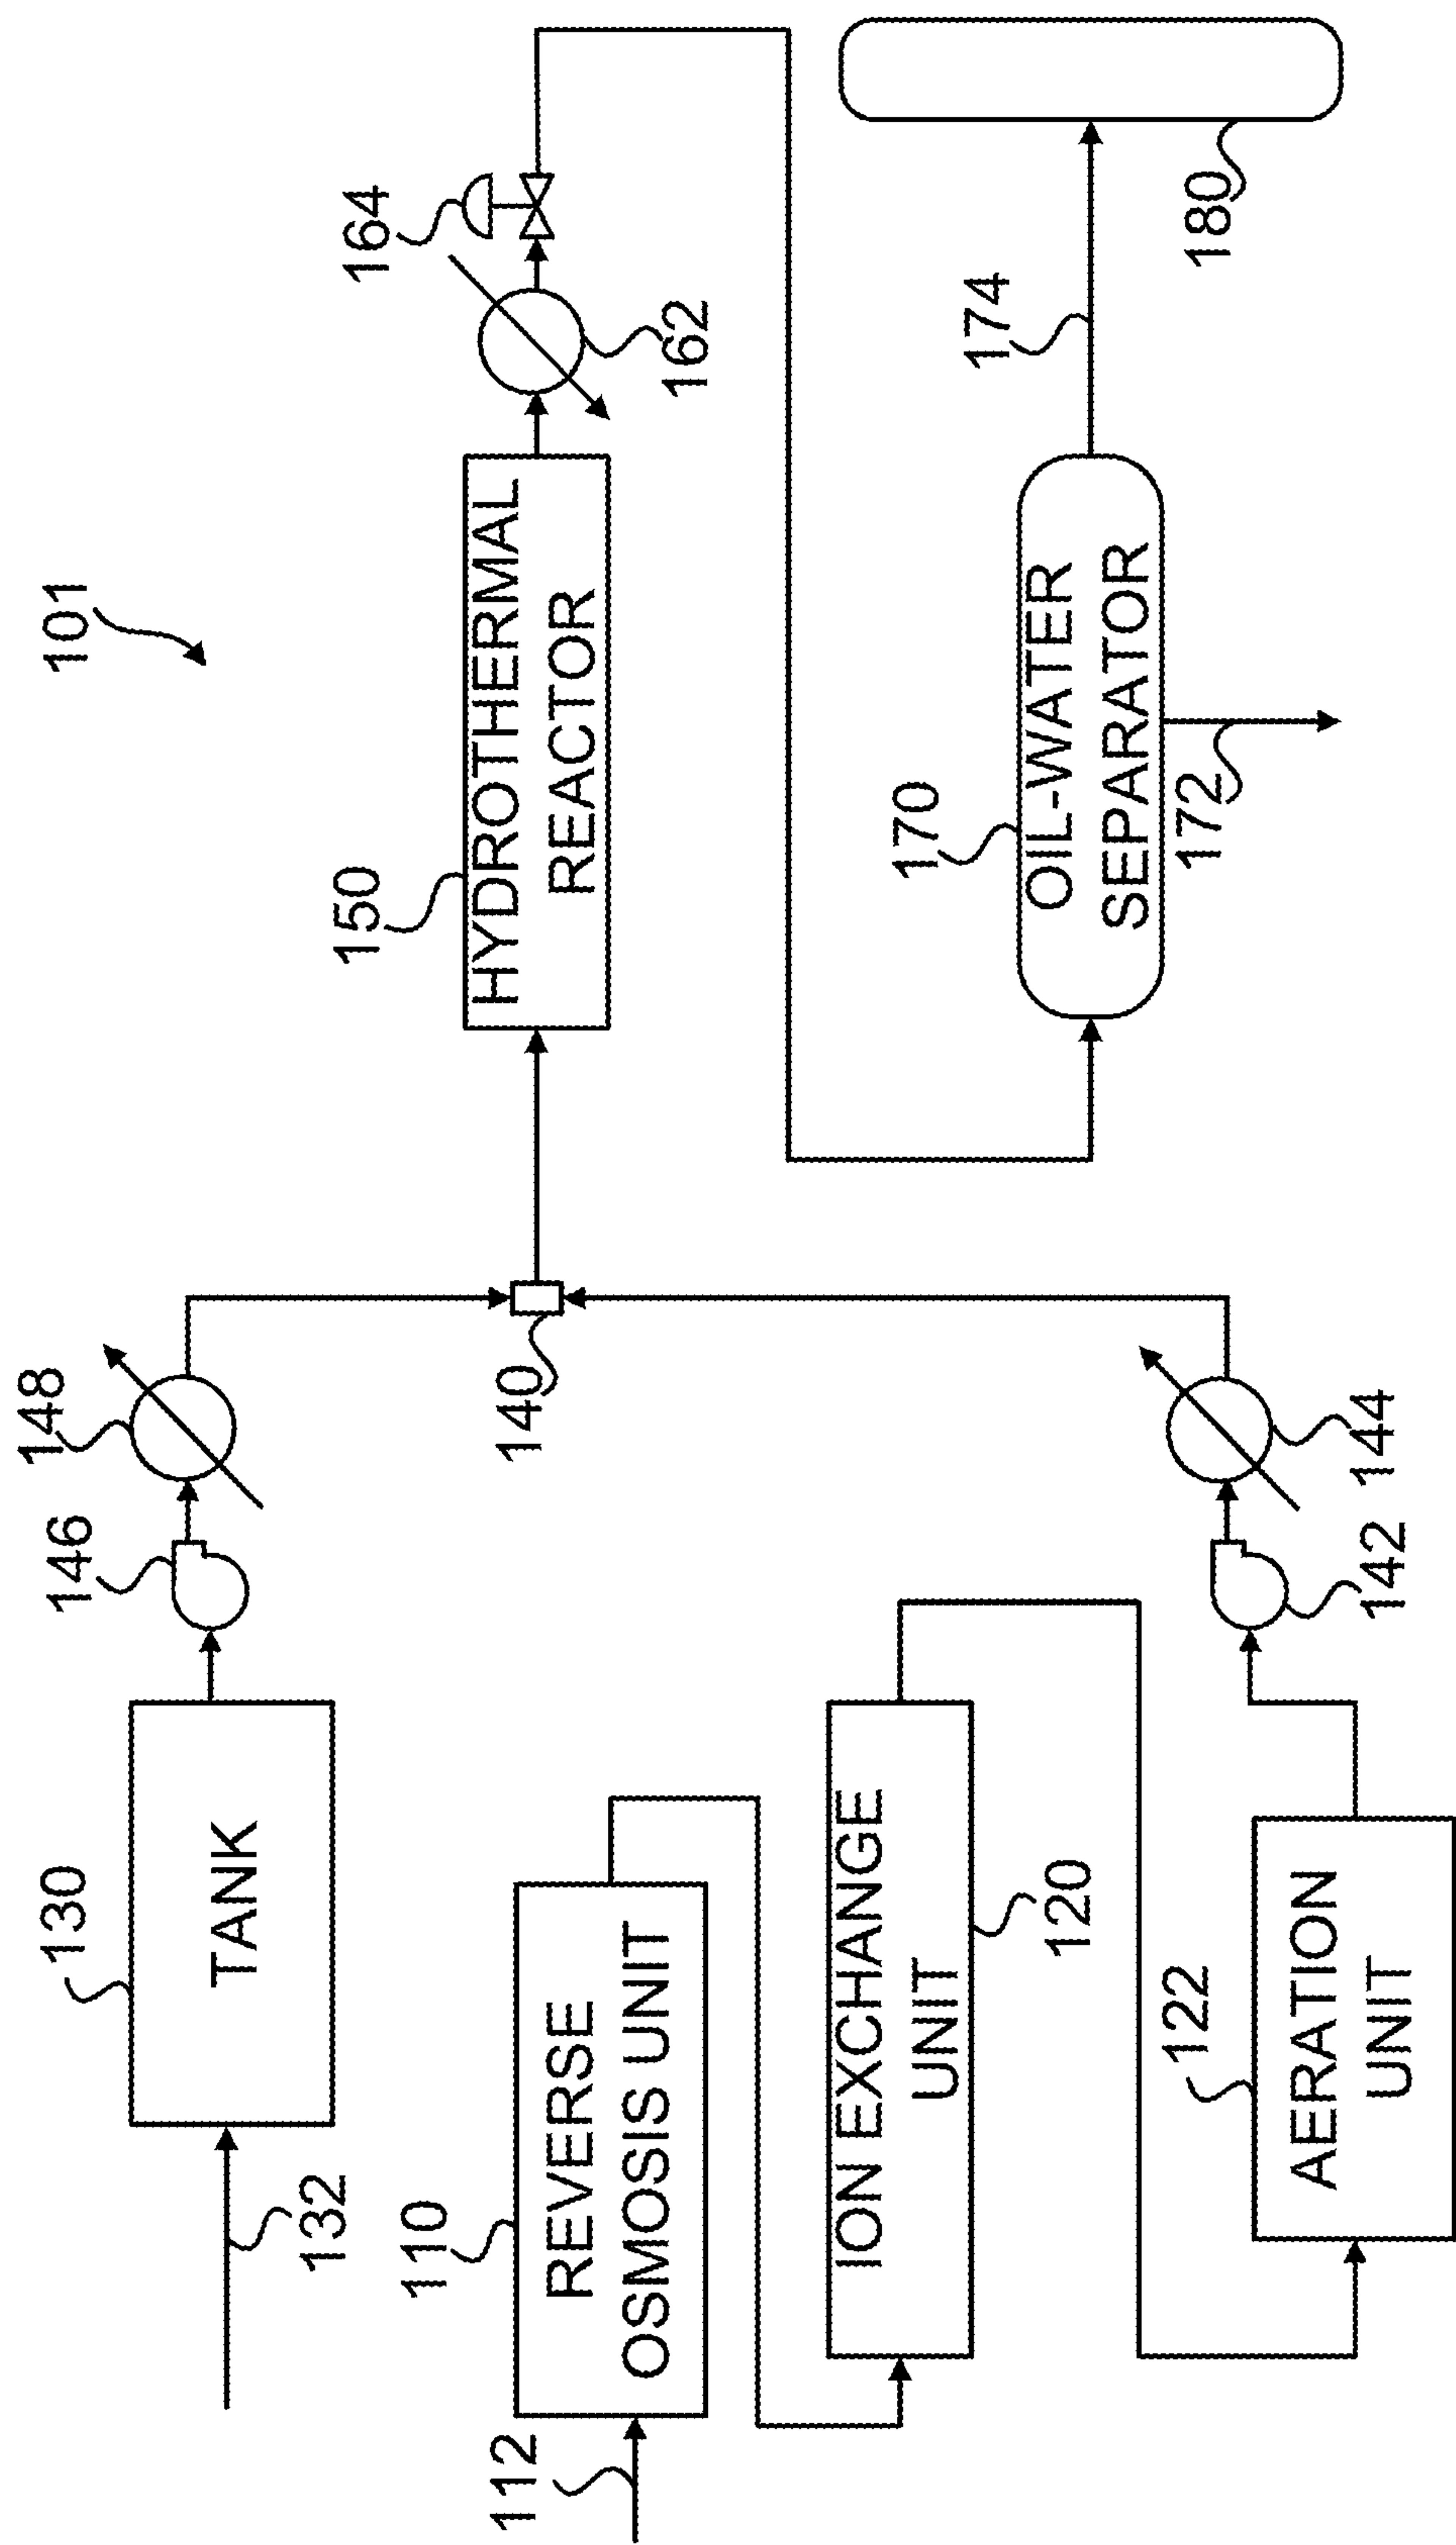 101
130
TANK
132
146
148
110
REVERSE
OSMOSIS UNIT
112
140
150
HYDROTHERMAL
REACTOR
164
162
ION EXCHANGE
UNIT
120
170
OIL-WATER
SEPARATOR
172
174
180
122
AERATION
UNIT
142
144